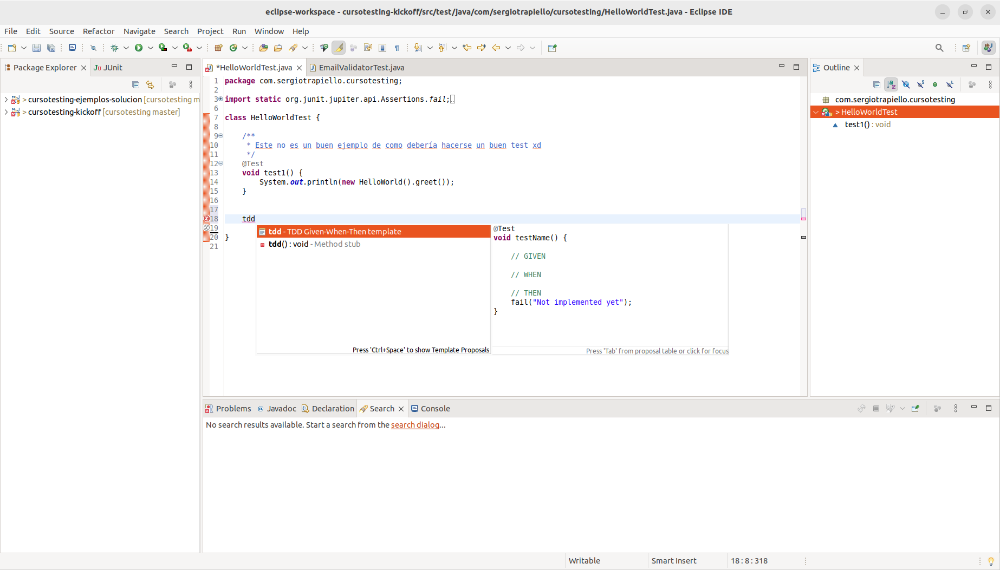 eclipse-workspace - cursotesting-kickoff/src/test/java/com/sergiotrapiello/cursotesting/HelloWorldTest.java - Eclipse IDE
File Edit Source Refactor Navigate Search Project Run Window Help
Package Explorer
JUnit
> cursotesting-ejemplos-solucion [cursotesting m
> cursotesting-kickoff [cursotesting master]
*HelloWorldTest.java
EmailValidatorTest.java
1 package com.sergiotrapiello.cursotesting;
2
3 import static org.junit.jupiter.api.Assertions.fail;
6
7 class HelloWorldTest {
8
9 /**
10 * Este no es un buen ejemplo de como debería hacerse un buen test xd
11 */
12 @Test
13 void test1() {
14 System.out.println(new HelloWorld().greet());
15 }
16
17
18 tdd
19
20 }
21
tdd - TDD Given-When-Then template
tdd() : void - Method stub
Press 'Ctrl+Space' to show Template Proposals
@Test
void testName() {
// GIVEN
// WHEN
// THEN
fail("Not implemented yet");
}
Press 'Tab' from proposal table or click for focus
Outline
com.sergiotrapiello.cursotesting
> HelloWorldTest
test1() : void
Problems
@ Javadoc
Declaration
Search
Console
No search results available. Start a search from the search dialog...
Writable
Smart Insert
18 : 8 : 318